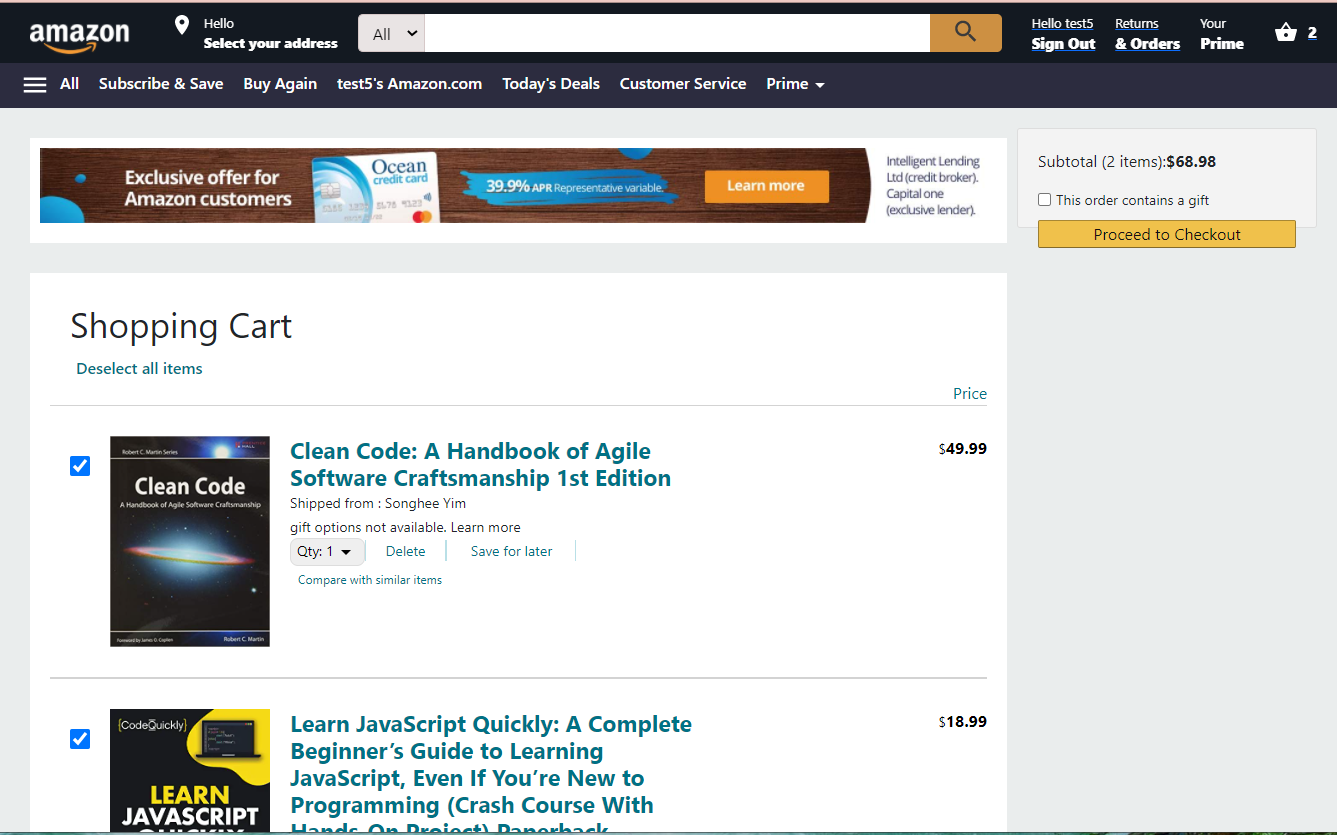 amazon
Hello
Select your address
All
Hello test5
Sign Out
Returns
& Orders
Your
Prime
2
All
Subscribe & Save
Buy Again
test5's Amazon.com
Today's Deals
Customer Service
Prime
Exclusive offer for
Amazon customers
Ocean
credit card
39.9% APR Representative variable.
Learn more
Intelligent Lending
Ltd (credit broker).
Capital one
(exclusive lender).
Subtotal (2 items):$68.98
This order contains a gift
Proceed to Checkout
Shopping Cart
Deselect all items
Price
Robert C. Martin Series
Clean Code
A Handbook of Agile Software Craftsmanship
Foreword by James O. Coplien
Robert C. Martin
Clean Code: A Handbook of Agile
Software Craftsmanship 1st Edition
$49.99
Shipped from : Songhee Yim
gift options not available. Learn more
Qty: 1
Delete
Save for later
Compare with similar items
{CodeQuickly}
LEARN
JAVASCRIPT
QUICKLY
Learn JavaScript Quickly: A Complete
Beginner’s Guide to Learning
JavaScript, Even If You’re New to
Programming (Crash Course With
Hands-On Project) Paperback
$18.99